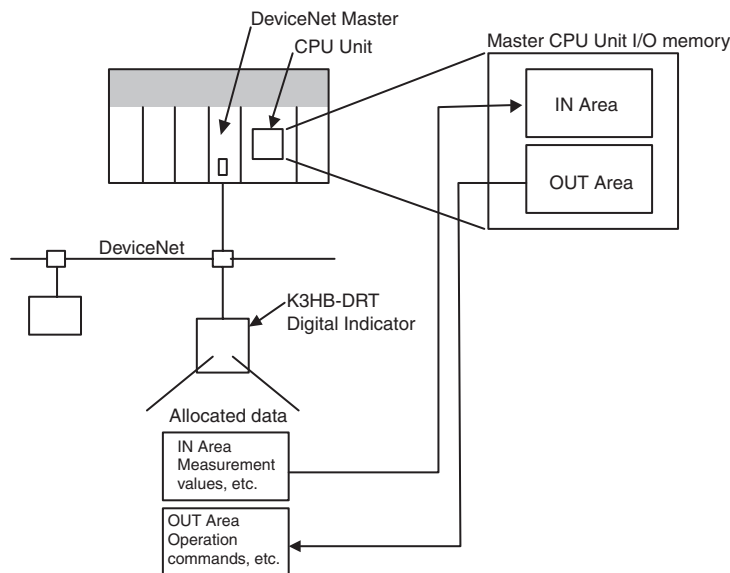 DeviceNet Master
CPU Unit
Master CPU Unit I/O memory
IN Area
OUT Area
DeviceNet
K3HB-DRT
Digital Indicator
Allocated data
IN Area
Measurement
values, etc.
OUT Area
Operation
commands, etc.